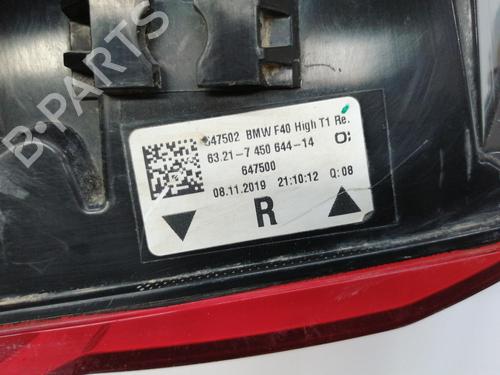 B-PARTS
647502 BMW F40 High T1 Re.
63.21-7 450 644-14 O:
647500
08.11.2019 21:10:12 Q:08
R